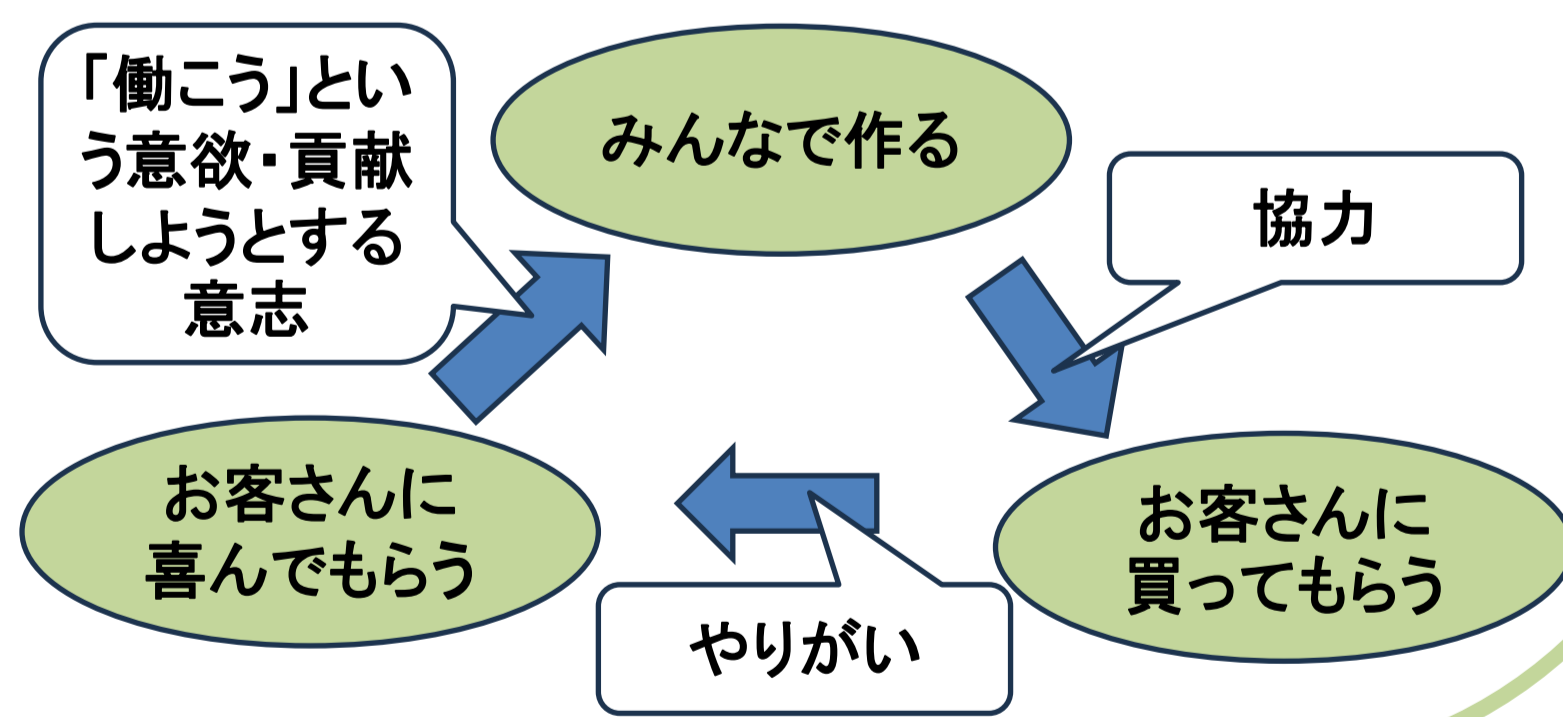 「働こう」とい
う意欲・貢献
しようとする
意志
みんなで作る
協力
お客さんに
喜んでもらう
やりがい
お客さんに
買ってもらう